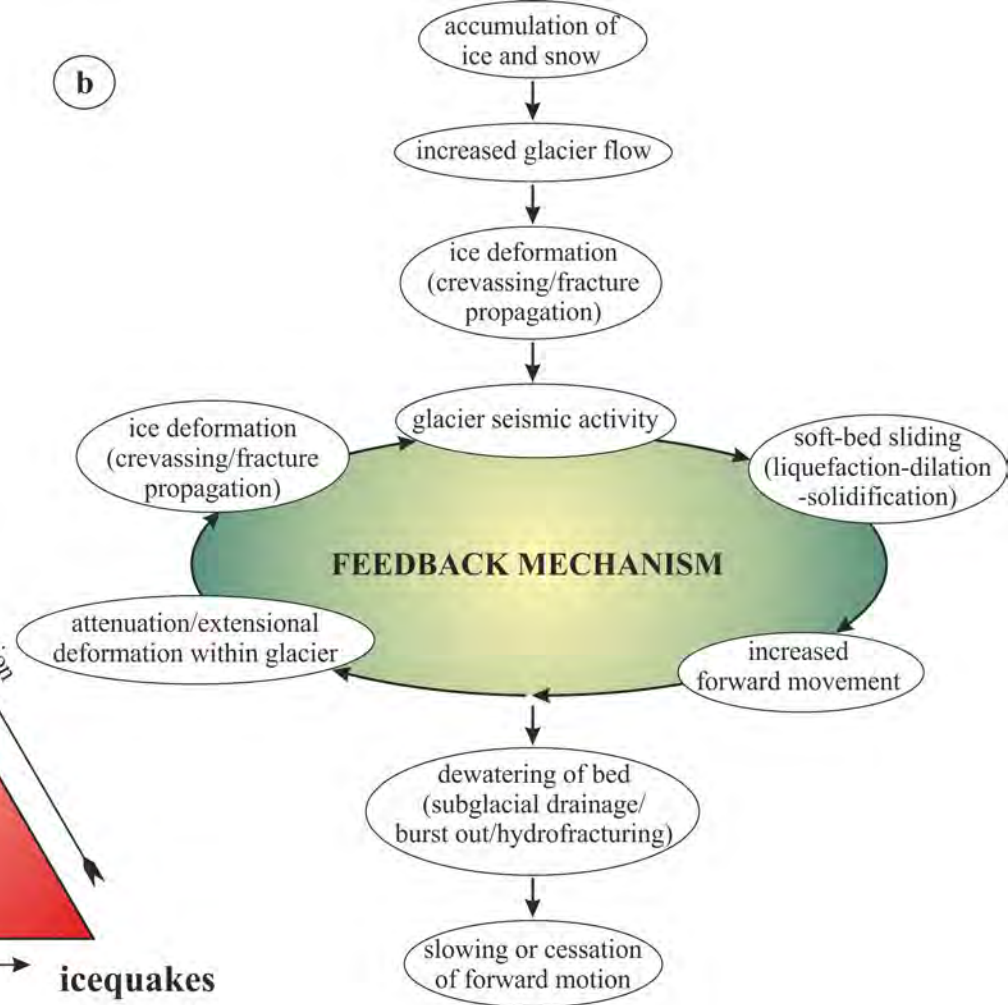 b
accumulation of
ice and snow
increased glacier flow
ice deformation
(crevassing/fracture
propagation)
glacier seismic activity
ice deformation
(crevassing/fracture
propagation)
soft-bed sliding
(liquefaction-dilation
-solidification)
FEEDBACK MECHANISM
attenuation/extensional
deformation within glacier
increased
forward movement
dewatering of bed
(subglacial drainage/
burst out/hydrofracturing)
slowing or cessation
of forward motion
icequakes